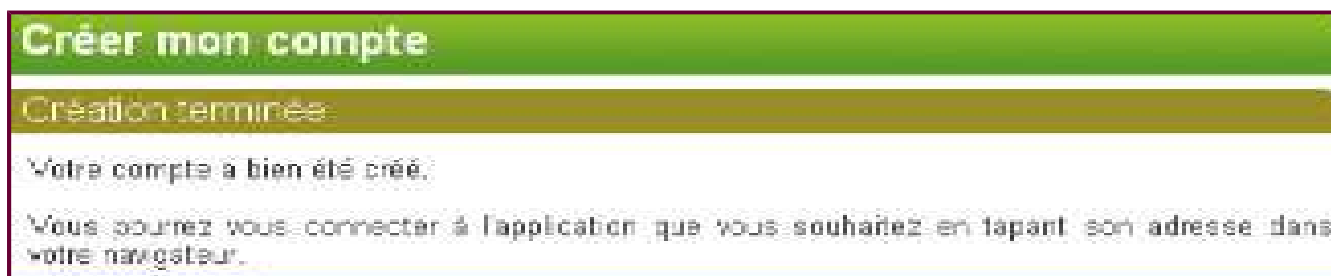 Créer mon compte
Création terminée
Votre compte a bien été créé.
Vous pourrez vous connecter à l'application que vous souhaitez en tapant son adresse dans
votre navigateur.